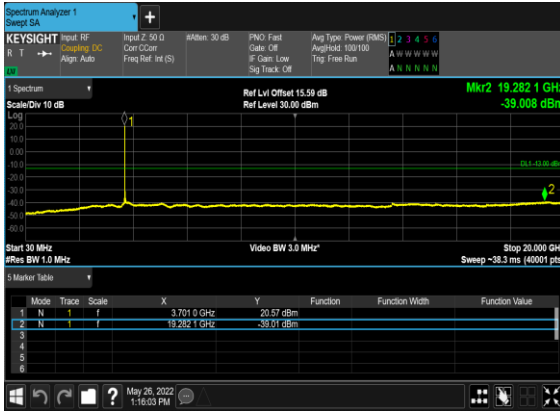 Spectrum Analyzer 1
Swept SA
+
KEYSIGHT Input: RF Input Z: 50 Ω #Atten: 30 dB PNO: Fast Avg Type: Power (RMS) 1 2 3 4 5 6
R T Coupling: DC Corr CCorr Gate: Off Avg|Hold: 100/100 A W W W W W
Align: Auto Freq Ref: Int (S) IF Gain: Low Trig: Free Run
Sig Track: Off A N N N N N
1 Spectrum Ref Lvl Offset 15.59 dB Mkr2 19.282 1 GHz
Scale/Div 10 dB Ref Level 30.00 dBm -39.008 dBm
Log
20.0
10.0
0.00
-10.0
-20.0
-30.0
-40.0
-50.0
-60.0
1
DL1 -13.00 dBm
2
Start 30 MHz Video BW 3.0 MHz* Stop 20.000 GH
#Res BW 1.0 MHz Sweep ~38.3 ms (40001 pts
5 Marker Table
Mode Trace Scale X Y Function Function Width Function Value
1 N 1 f 3.701 0 GHz 20.57 dBm
2 N 1 f 19.282 1 GHz -39.01 dBm
3
4
5
6
? May 26, 2022
1:16:03 PM